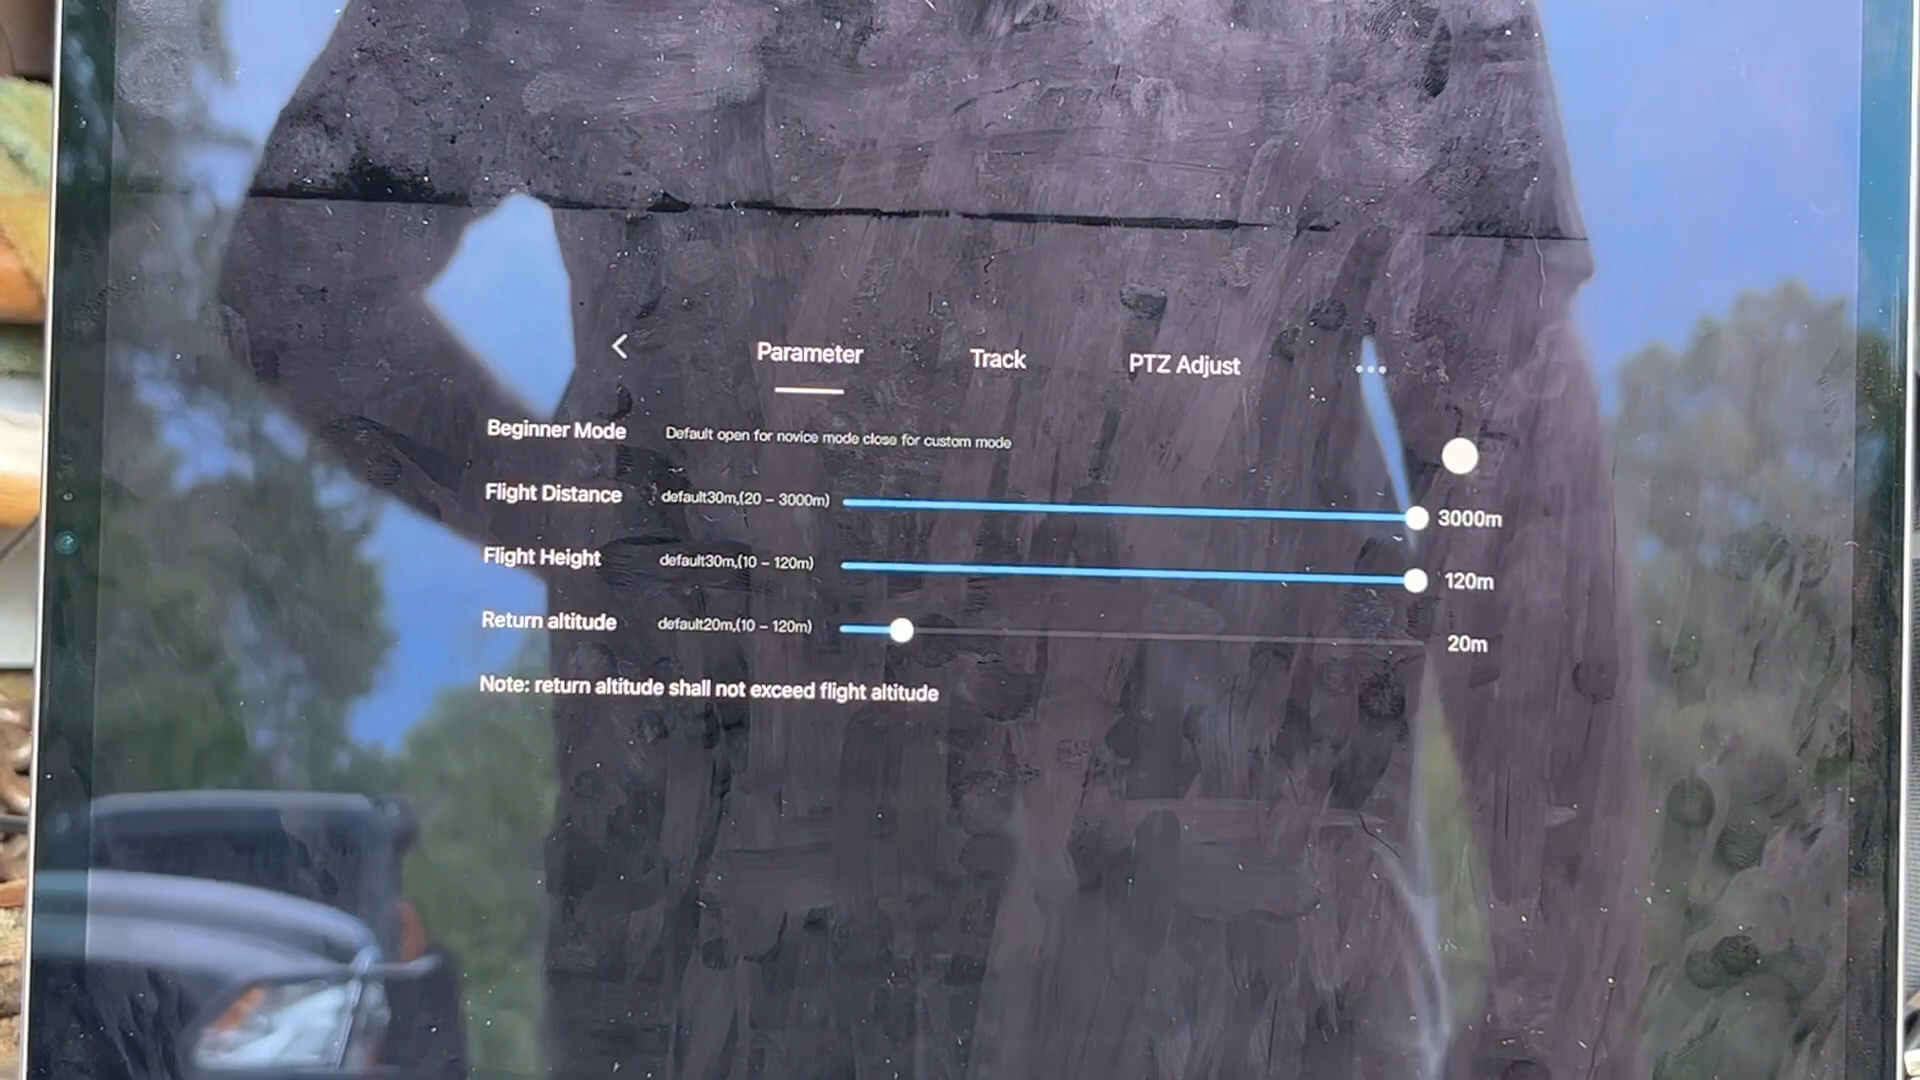 Parameter Track PTZ Adjust
Beginner Mode Default open for novice mode close for custom mode
Flight Distance default30m,(20 – 3000m) 3000m
Flight Height default30m,(10 – 120m) 120m
Return altitude default20m,(10 – 120m) 20m
Note: return altitude shall not exceed flight altitude